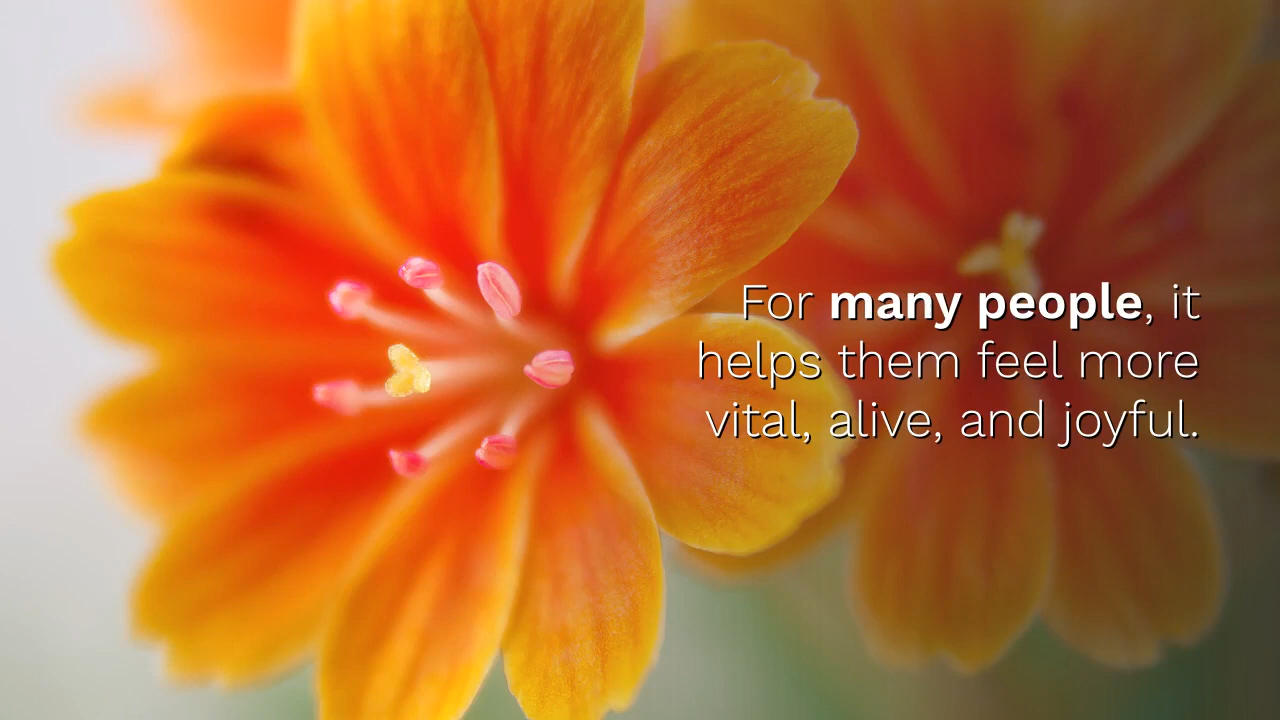 For many people, it
helps them feel more
vital, alive, and joyful.